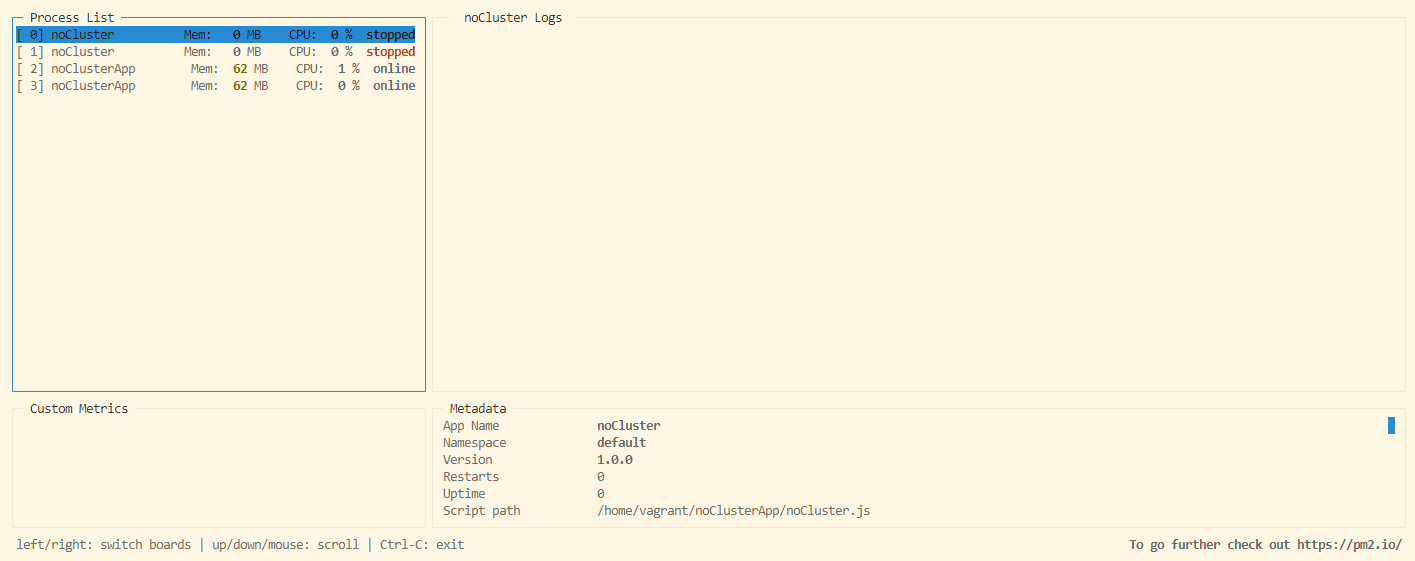 Process List
[ 0] noCluster Mem: 0 MB CPU: 0 % stopped
[ 1] noCluster Mem: 0 MB CPU: 0 % stopped
[ 2] noClusterApp Mem: 62 MB CPU: 1 % online
[ 3] noClusterApp Mem: 62 MB CPU: 0 % online
noCluster Logs
Custom Metrics
Metadata
App Name noCluster
Namespace default
Version 1.0.0
Restarts 0
Uptime 0
Script path /home/vagrant/noClusterApp/noCluster.js
left/right: switch boards | up/down/mouse: scroll | Ctrl-C: exit
To go further check out https://pm2.io/